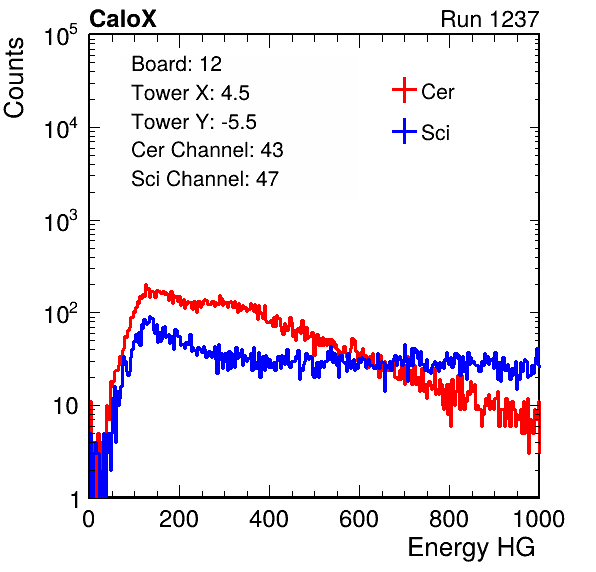 CaloX Run 1237
Counts
10^5
10^4
10^3
10^2
10
1
Board: 12
Tower X: 4.5
Tower Y: -5.5
Cer Channel: 43
Sci Channel: 47
Cer
Sci
0 200 400 600 800 1000
Energy HG